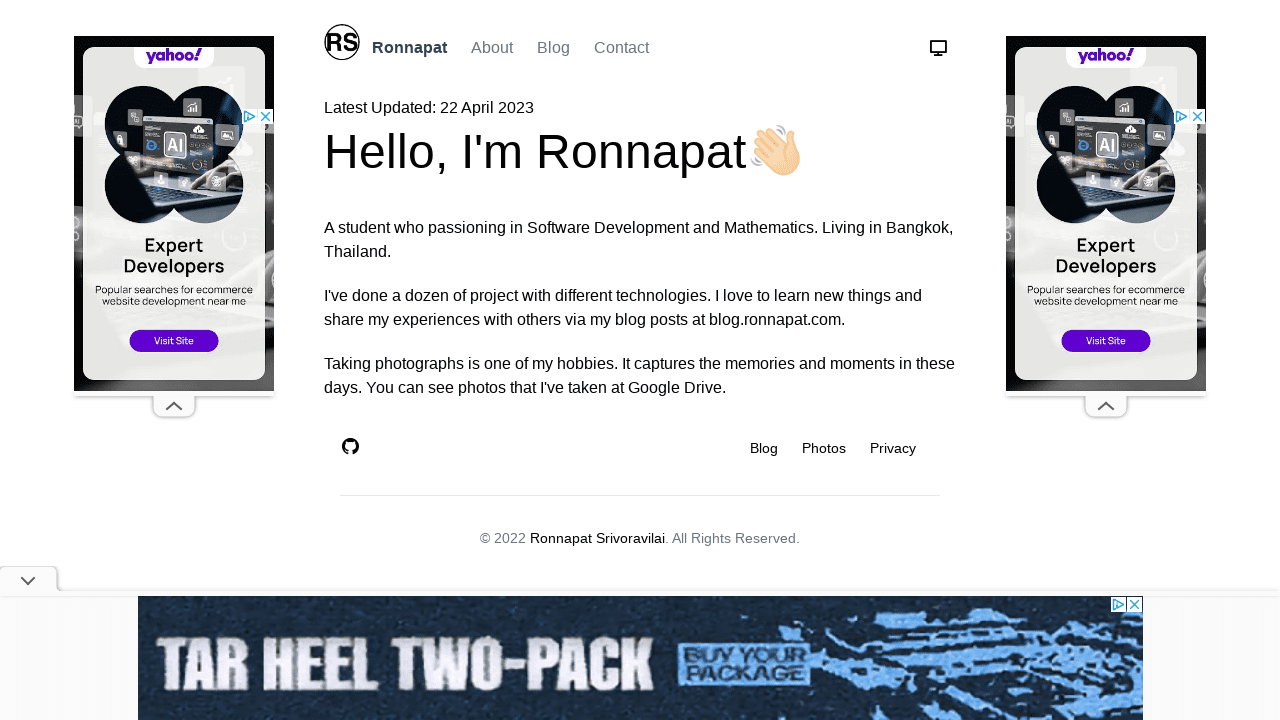 RS
Ronnapat
About
Blog
Contact
Latest Updated: 22 April 2023
Hello, I'm Ronnapat👋🏻
A student who passioning in Software Development and Mathematics. Living in Bangkok,
Thailand.
I've done a dozen of project with different technologies. I love to learn new things and
share my experiences with others via my blog posts at blog.ronnapat.com.
Taking photographs is one of my hobbies. It captures the memories and moments in these
days. You can see photos that I've taken at Google Drive.
Blog
Photos
Privacy
© 2022 Ronnapat Srivoravilai. All Rights Reserved.
yahoo!
AI
Expert
Developers
Popular searches for ecommerce
website development near me
Visit Site
yahoo!
AI
Expert
Developers
Popular searches for ecommerce
website development near me
Visit Site
TAR HEEL TWO-PACK
BUY YOUR
PACKAGE